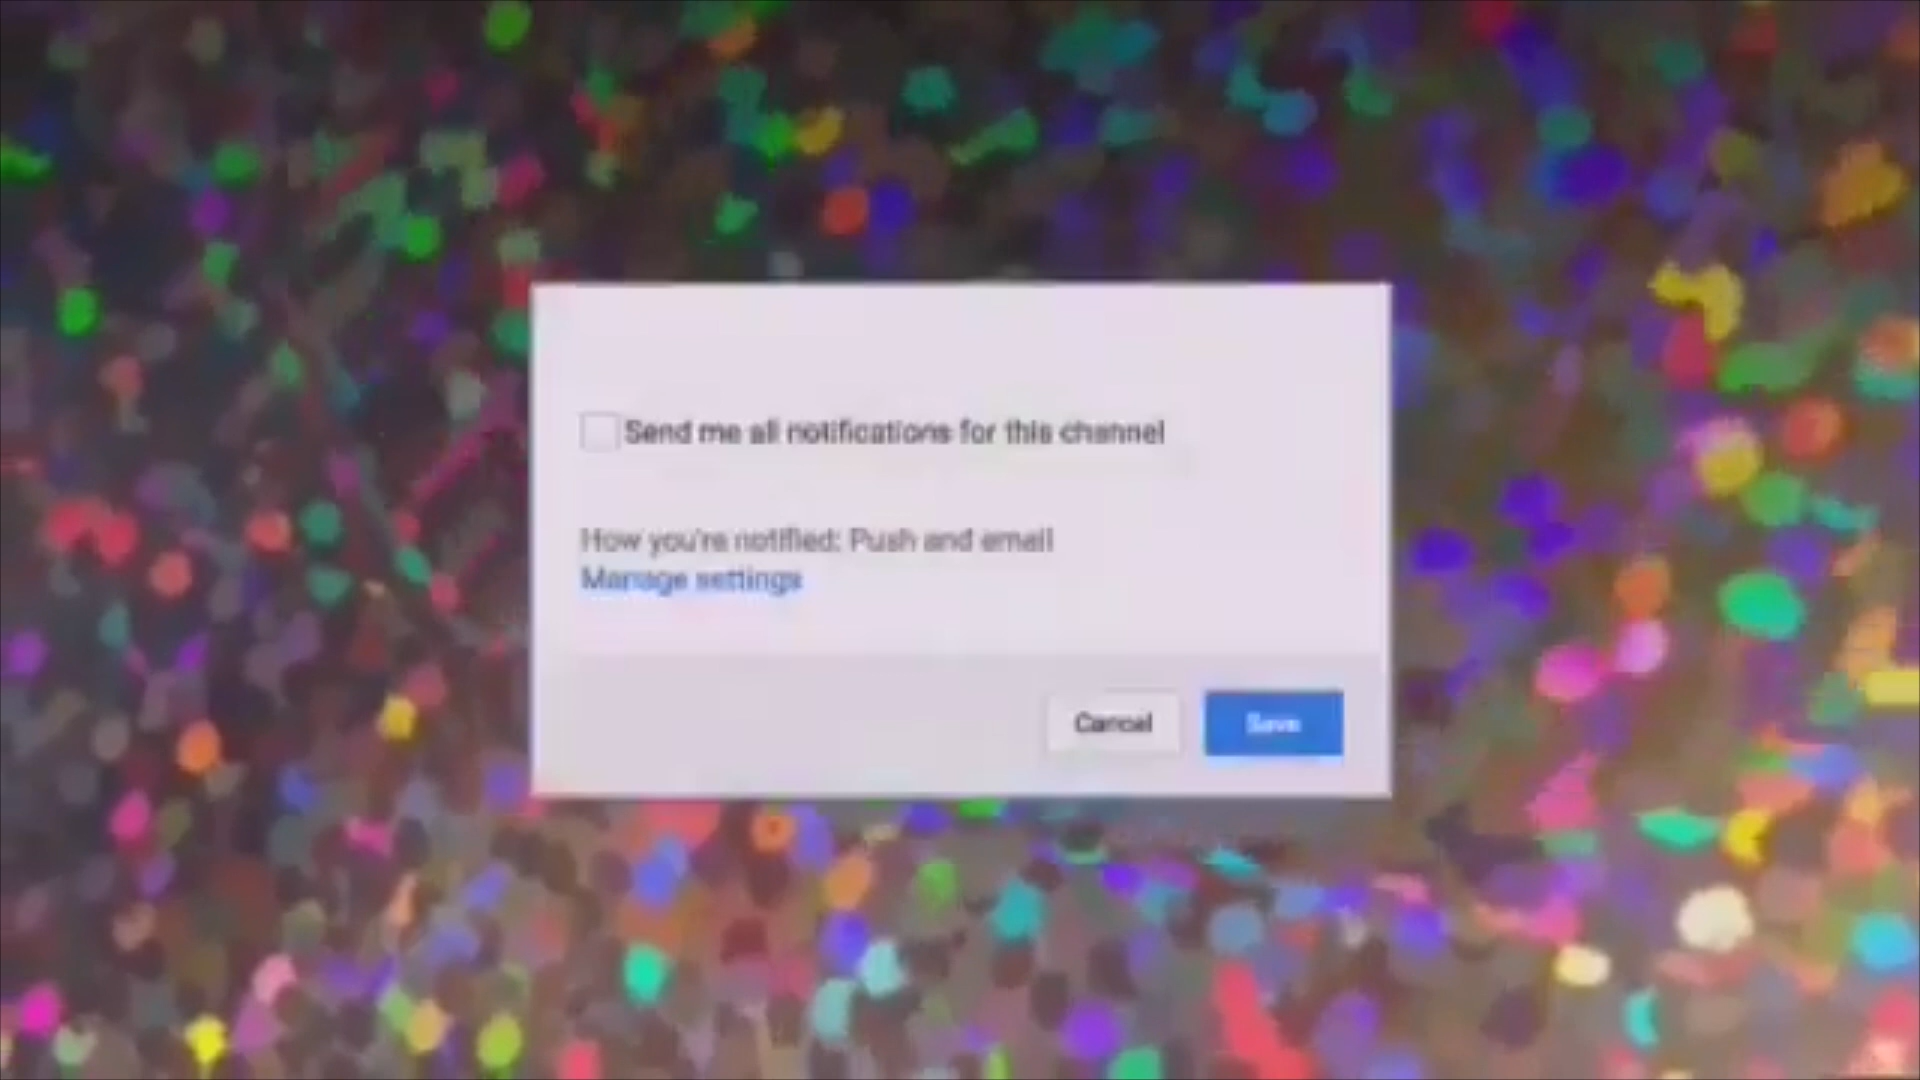 Send me all notifications for this channel
How you're notified: Push and email
Manage settings
Cancel
Save